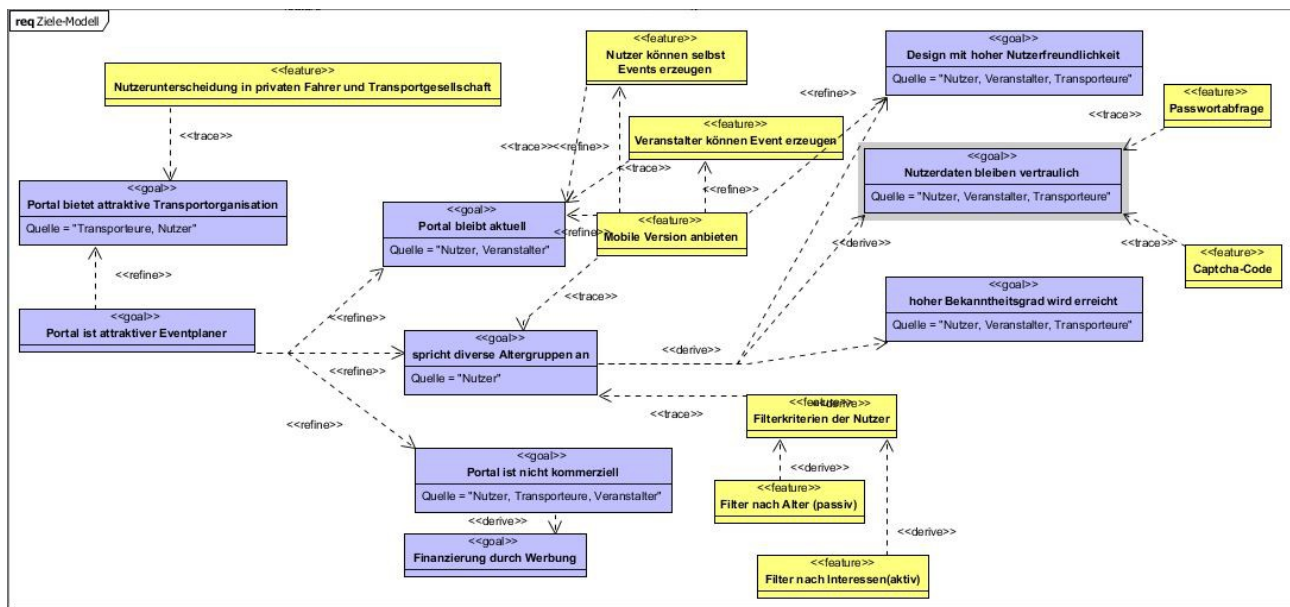 req Ziele-Modell
<<feature>>
Nutzerunterscheidung in privaten Fahrer und Transportgesellschaft
<<trace>>
<<goal>>
Portal bietet attraktive Transportorganisation
Quelle = "Transporteure, Nutzer"
<<refine>>
<<goal>>
Portal ist attraktiver Eventplaner
<<feature>>
Nutzer können selbst
Events erzeugen
<<trace>>
<<refine>>
<<feature>>
Veranstalter können Event erzeugen
<<trace>>
<<refine>>
<<goal>>
Portal bleibt aktuell
Quelle = "Nutzer, Veranstalter"
<<refine>>
<<feature>>
Mobile Version anbieten
<<refine>>
<<trace>>
<<refine>>
<<goal>>
spricht diverse Altergruppen an
Quelle = "Nutzer"
<<refine>>
<<derive>>
<<refine>>
<<goal>>
Portal ist nicht kommerziell
Quelle = "Nutzer, Transporteure, Veranstalter"
<<derive>>
<<goal>>
Finanzierung durch Werbung
<<goal>>
Design mit hoher Nutzerfreundlichkeit
Quelle = "Nutzer, Veranstalter, Transporteure"
<<refine>>
<<feature>>
Passwortabfrage
<<trace>>
<<goal>>
Nutzerdaten bleiben vertraulich
Quelle = "Nutzer, Veranstalter, Transporteure"
<<derive>>
<<trace>>
<<feature>>
Captcha-Code
<<goal>>
hoher Bekanntheitsgrad wird erreicht
Quelle = "Nutzer, Veranstalter, Transporteure"
<<trace>>
<<feature>>
<<derive>>
Filterkriterien der Nutzer
<<derive>>
<<feature>>
Filter nach Alter (passiv)
<<derive>>
<<feature>>
Filter nach Interessen(aktiv)